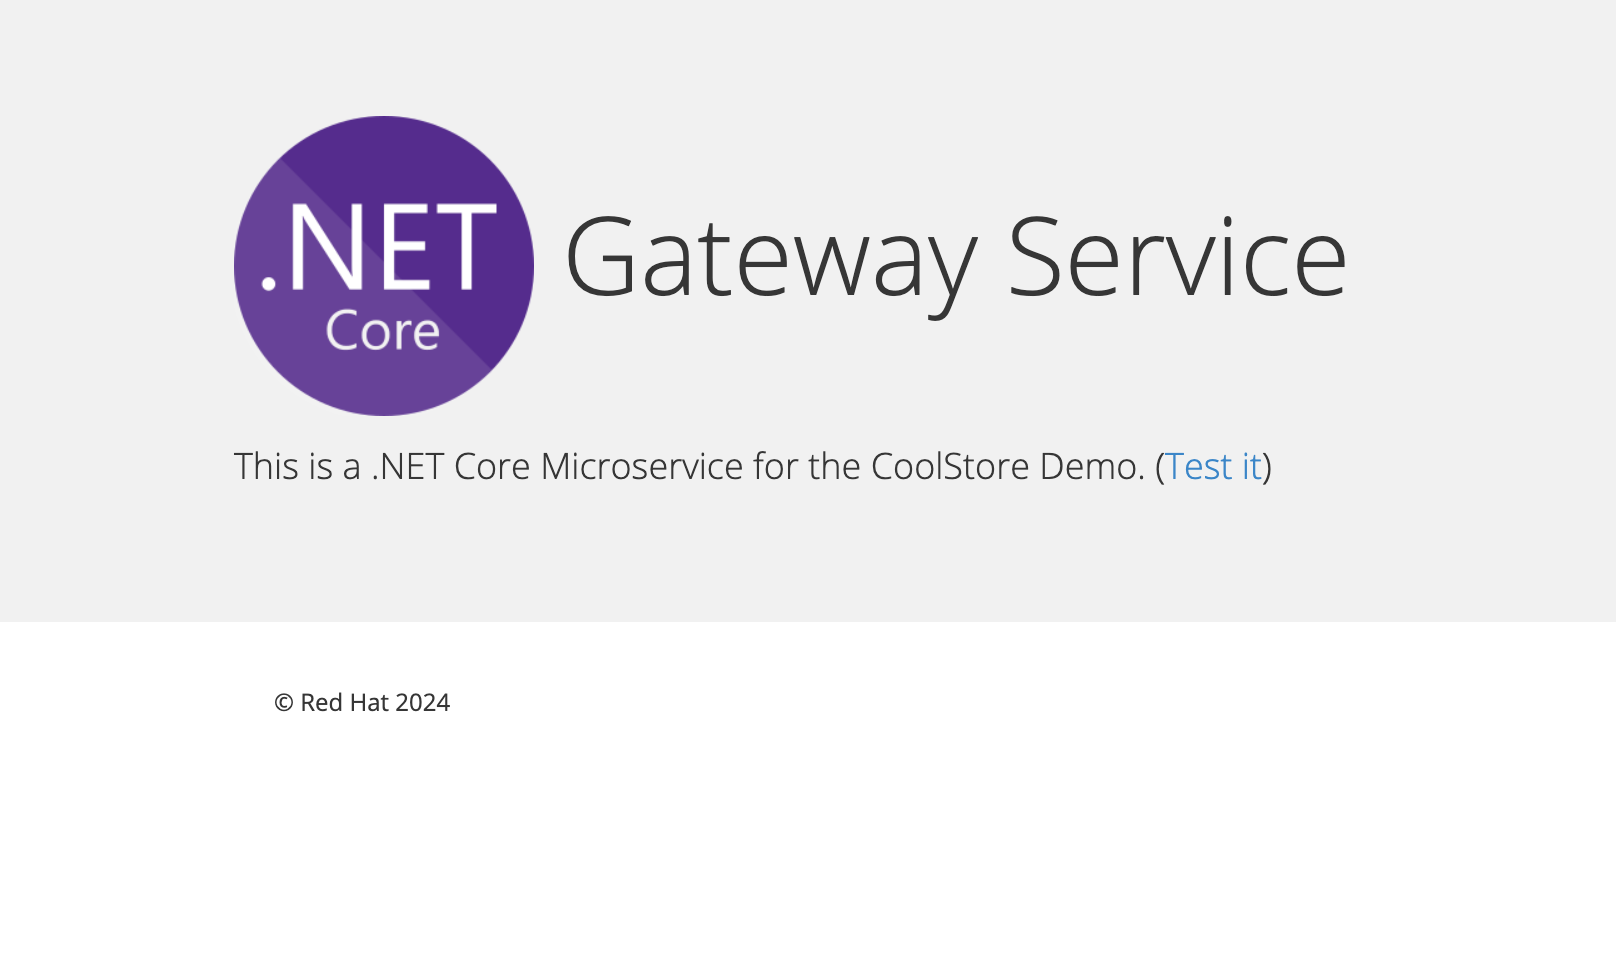 .NET
Core
Gateway Service
This is a .NET Core Microservice for the CoolStore Demo. (Test it)
© Red Hat 2024